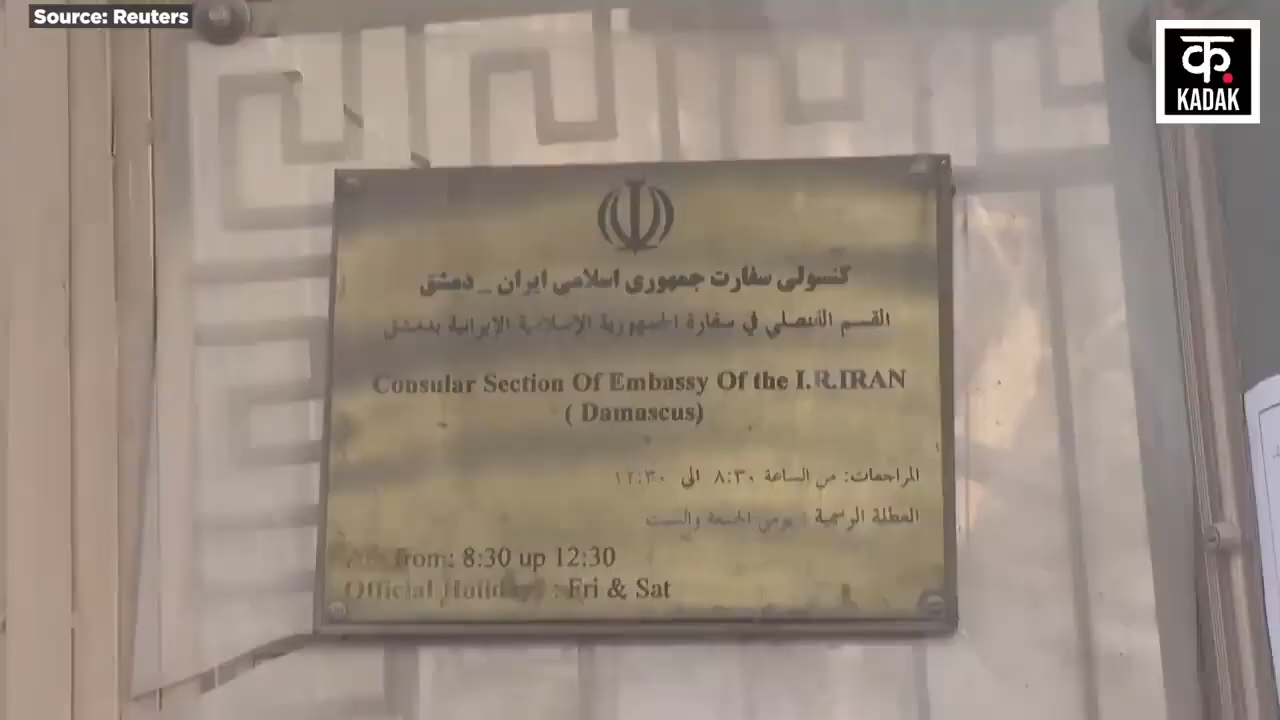 Source: Reuters
क.
KADAK
کنسولی سفارت جمهوری اسلامی ایران _ دمشق
القسم القنصلي في سفارة الجمهورية الإسلامية الإيرانية بدمشق
Consular Section Of Embassy Of the I.R.IRAN
( Damascus)
المراجعات: من الساعة ٨:٣٠ الى ١٢:٣٠
العطلة الرسمية : يومي الجمعة والسبت
from: 8:30 up 12:30
Official Holidays : Fri & Sat